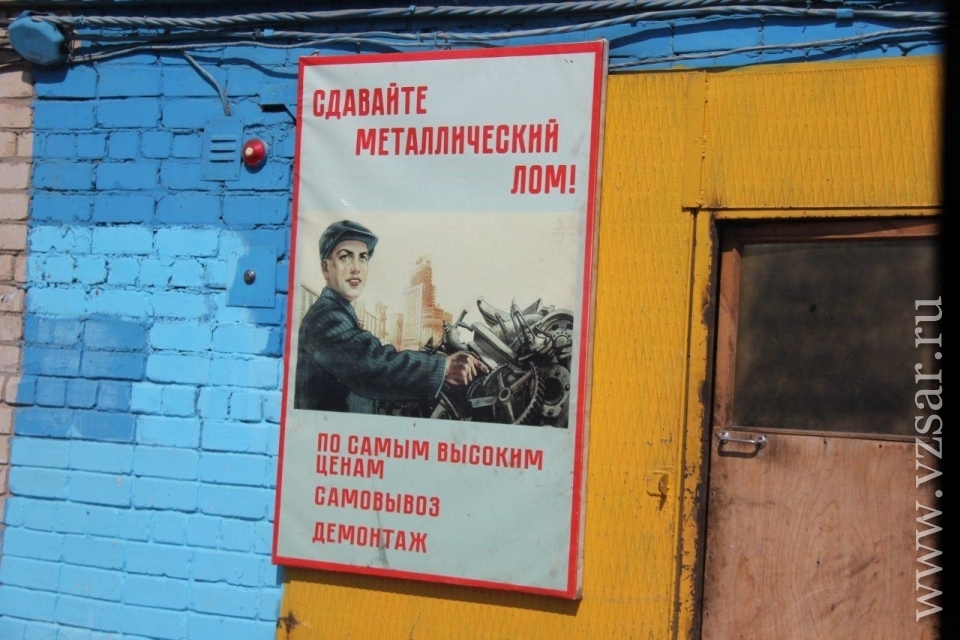 СДАВАЙТЕ
МЕТАЛЛИЧЕСКИЙ
ЛОМ!
ПО САМЫМ ВЫСОКИМ
ЦЕНАМ
САМОВЫВОЗ
ДЕМОНТАЖ
www.vzsar.ru